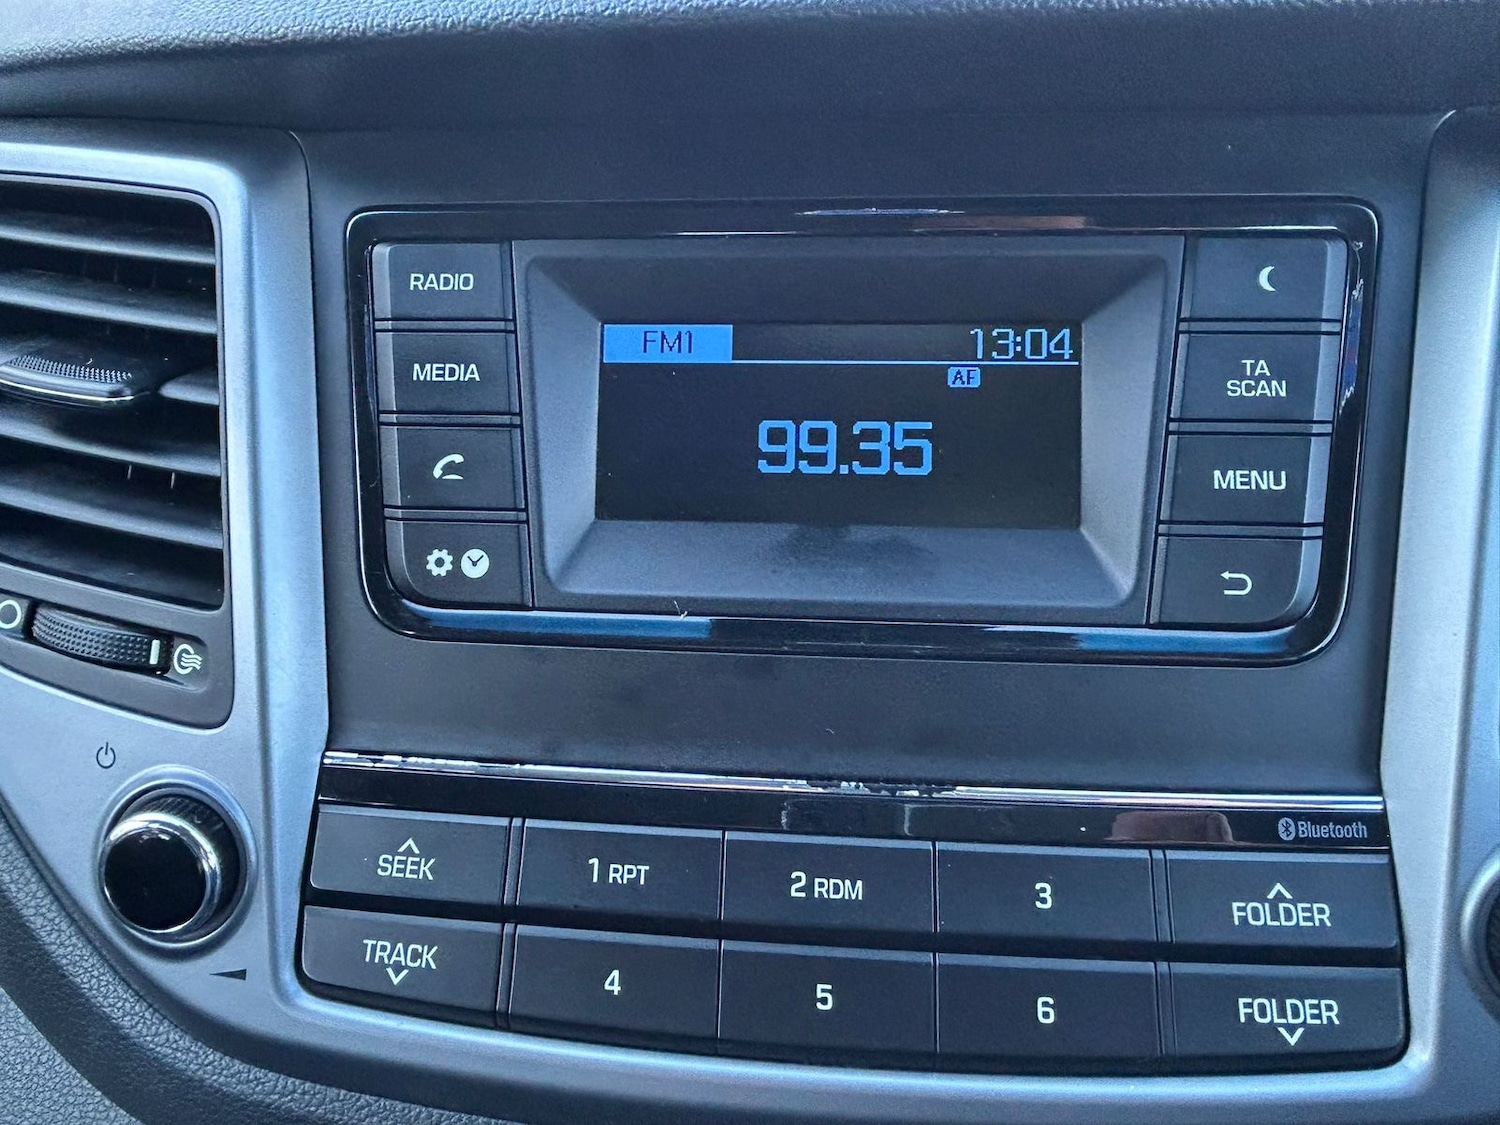 RADIO
MEDIA
FM1
13:04
AF
99.35
TA
SCAN
MENU
Bluetooth
SEEK
TRACK
1 RPT
2 RDM
3
4
5
6
FOLDER
FOLDER